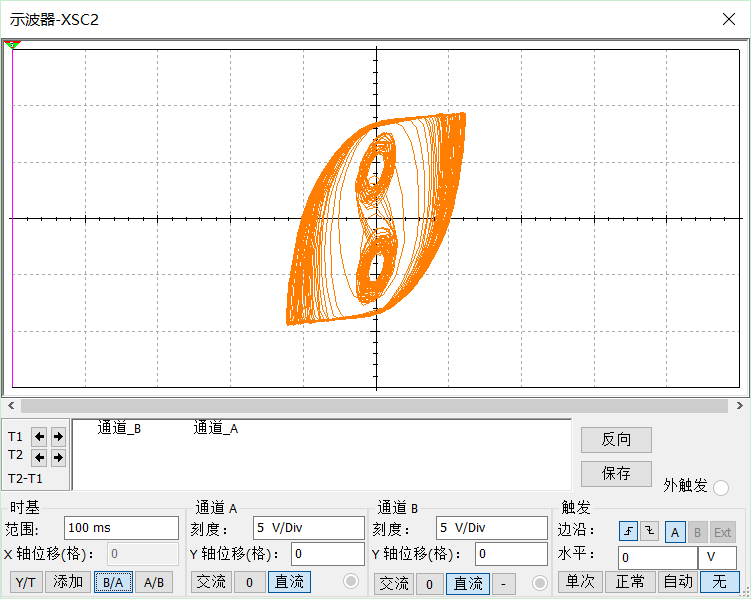 示波器-XSC2
通道_B 通道_A
T1
T2
T2-T1
反向
保存
外触发
时基
范围: 100 ms
X 轴位移(格): 0
Y/T 添加 B/A A/B
通道 A
刻度: 5 V/Div
Y 轴位移(格): 0
交流 0 直流
通道 B
刻度: 5 V/Div
Y 轴位移(格): 0
交流 0 直流 -
触发
边沿: A B Ext
水平: 0 V
单次 正常 自动 无